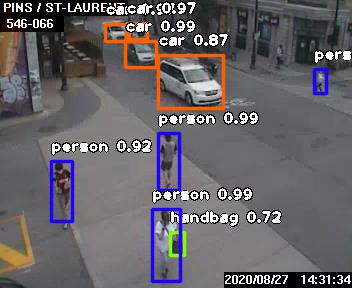 PINS / ST-LAURENT
546-066
car 0.97
car 0.99
car 0.87
pers
person 0.99
person 0.92
person 0.99
handbag 0.72
2020/08/27 14:31:34